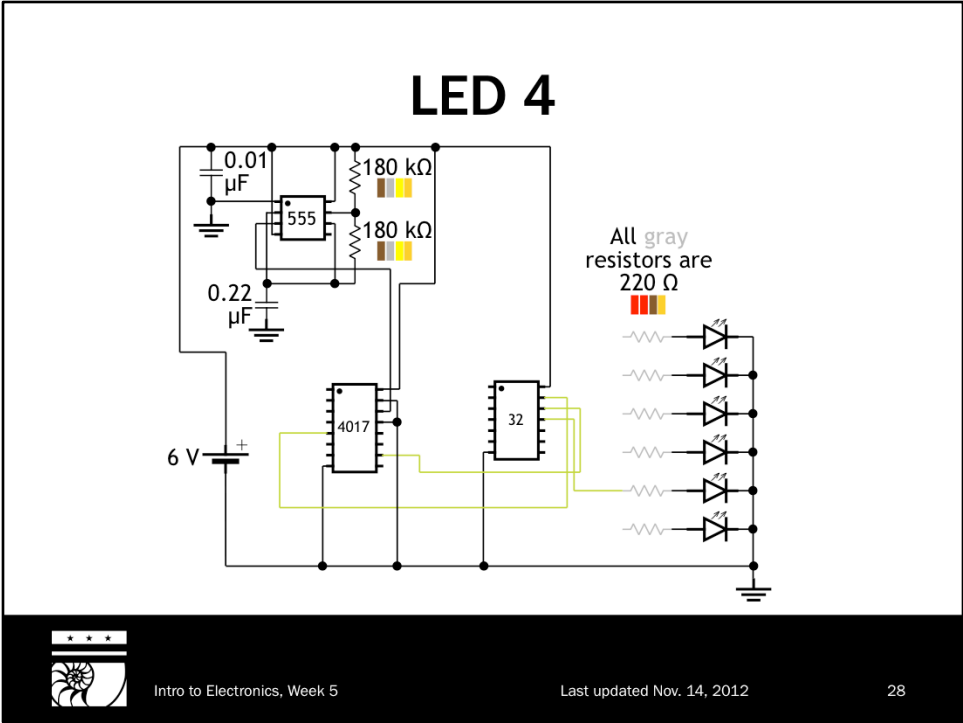 LED 4
0.01
µF
180 kΩ
555
180 kΩ
0.22
µF
All gray
resistors are
220 Ω
4017
32
6 V
+
Intro to Electronics, Week 5
Last updated Nov. 14, 2012
28